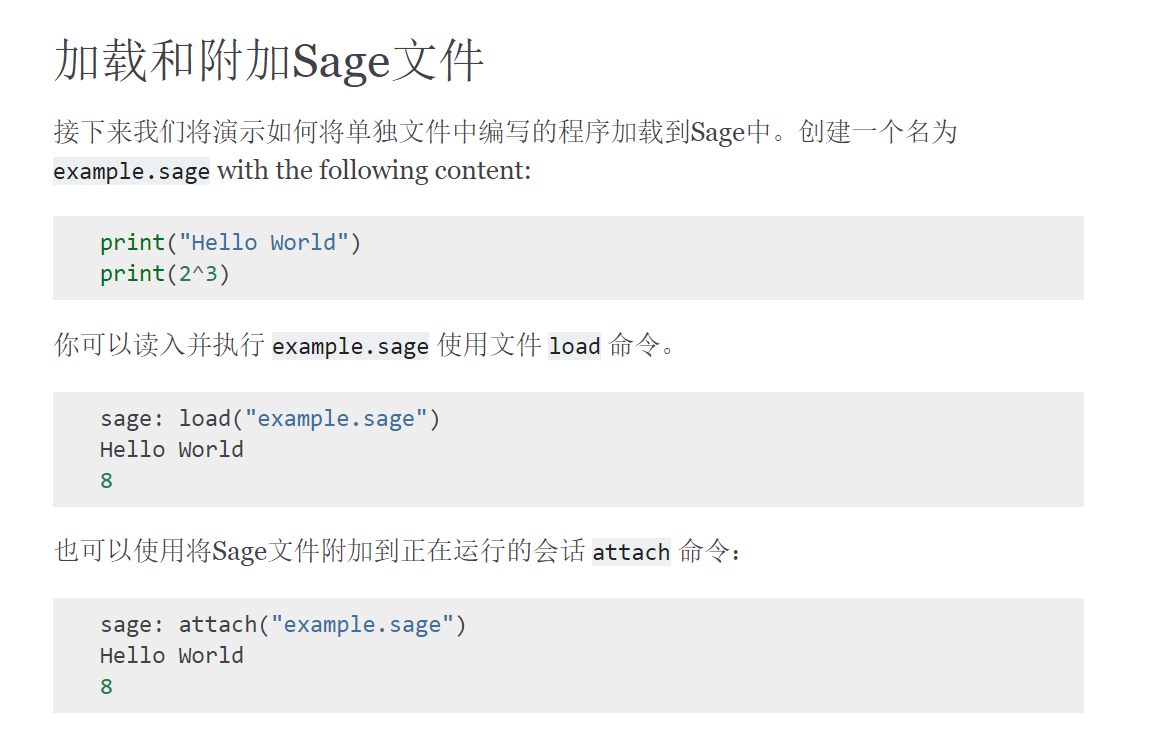 加载和附加Sage文件
接下来我们将演示如何将单独文件中编写的程序加载到Sage中。创建一个名为
example.sage with the following content:
print("Hello World")
print(2^3)
你可以读入并执行 example.sage 使用文件 load 命令。
sage: load("example.sage")
Hello World
8
也可以使用将Sage文件附加到正在运行的会话 attach 命令：
sage: attach("example.sage")
Hello World
8